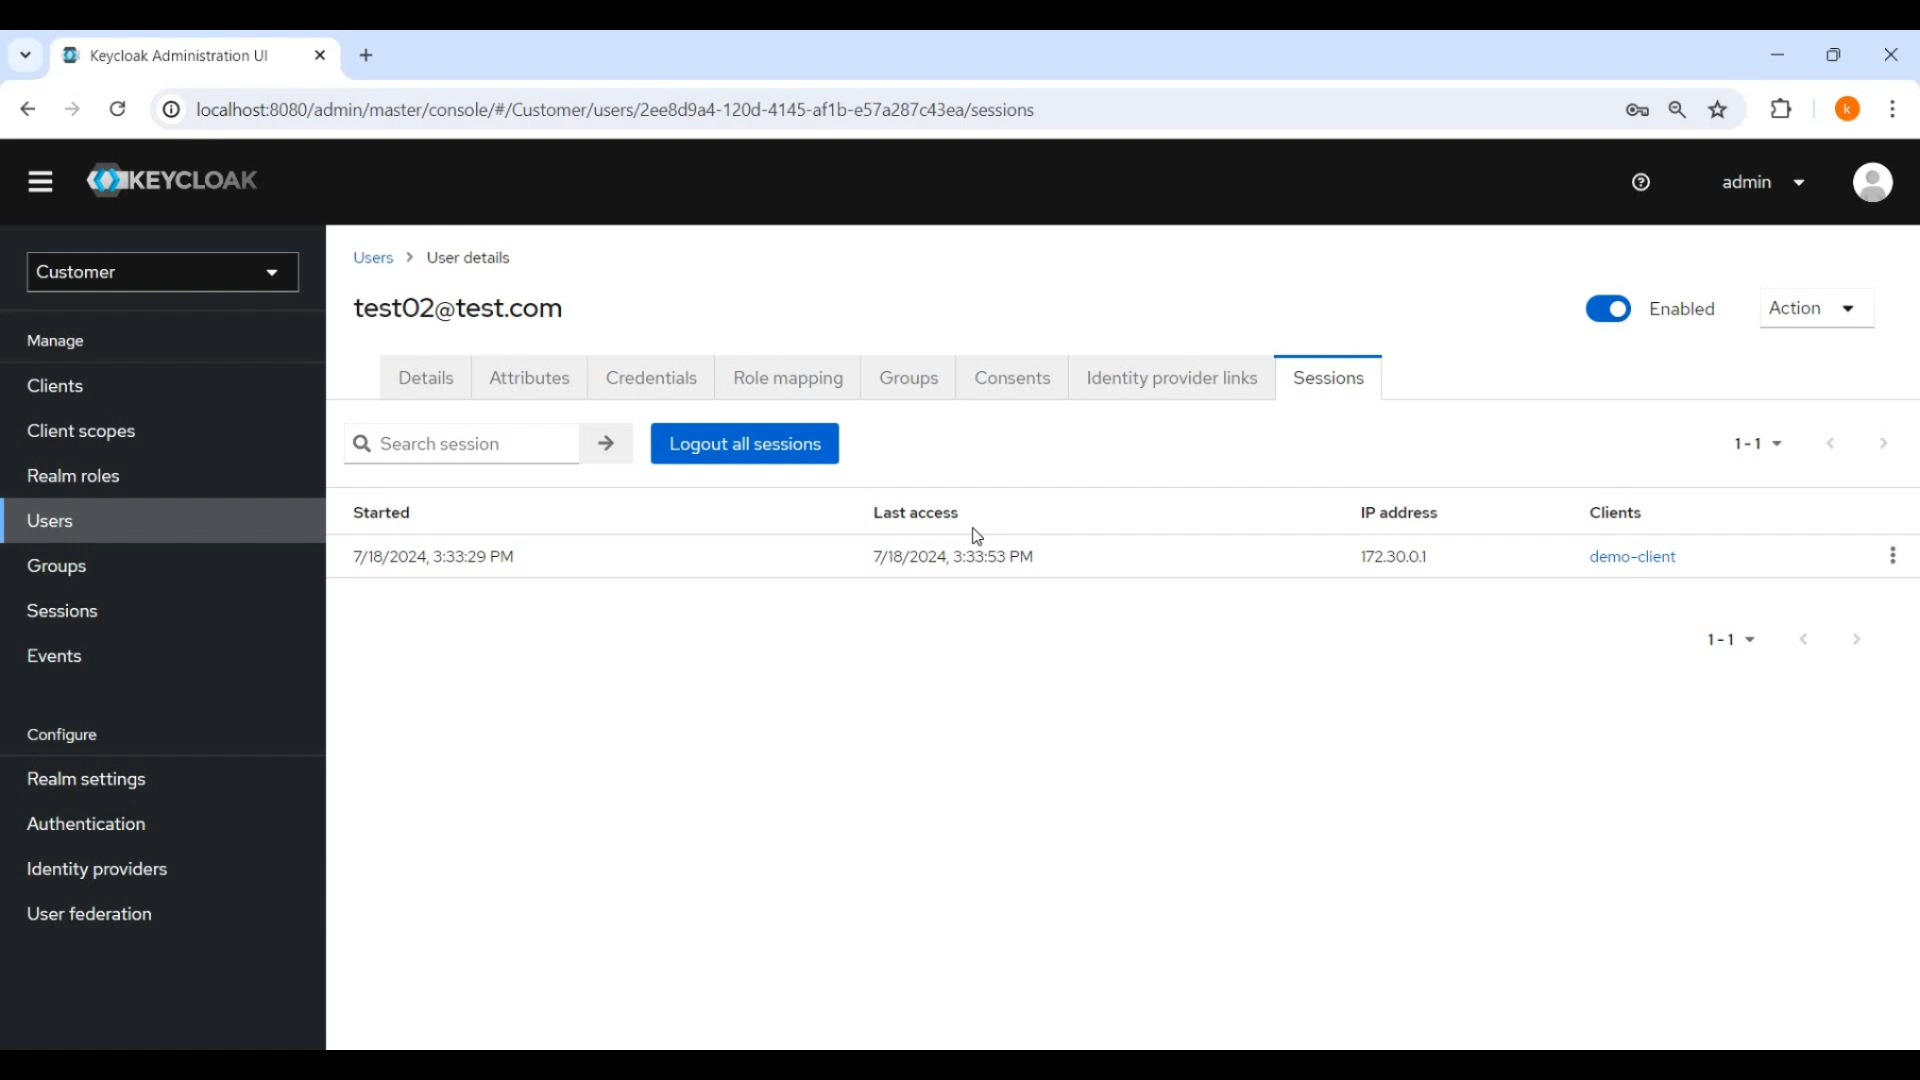 Keycloak Administration UI
localhost:8080/admin/master/console/#/Customer/users/2ee8d9a4-120d-4145-af1b-e57a287c43ea/sessions
k
KEYCLOAK
admin
Customer
Manage
Clients
Client scopes
Realm roles
Users
Groups
Sessions
Events
Configure
Realm settings
Authentication
Identity providers
User federation
Users > User details
test02@test.com
Enabled
Action
Details Attributes Credentials Role mapping Groups Consents Identity provider links Sessions
Search session Logout all sessions 1 - 1
Started Last access IP address Clients
7/18/2024, 3:33:29 PM 7/18/2024, 3:33:53 PM 172.30.0.1 demo-client
1 - 1